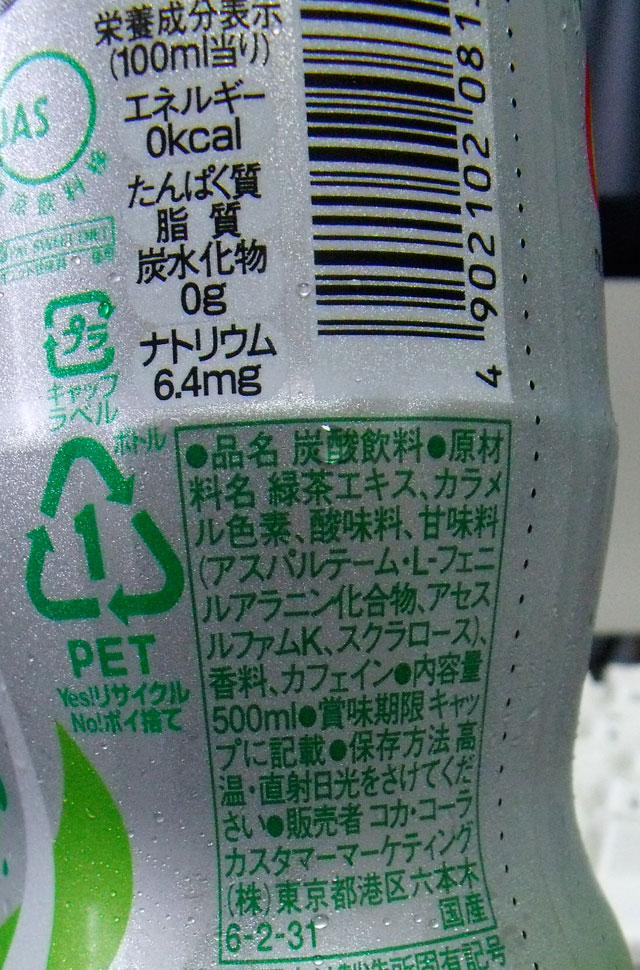 栄養成分表示
(100ml当り)
エネルギー
0kcal
たんぱく質
脂 質
炭水化物
0g
ナトリウム
6.4mg
JAS
プラ
キャップ
ラベル
ボトル
1
PET
Yes!リサイクル
No!ポイ捨て
4 902102 081
●品名 炭酸飲料●原材
料名 緑茶エキス、カラメ
ル色素、酸味料、甘味料
(アスパルテーム・L-フェニ
ルアラニン化合物、アセス
ルファムK、スクラロース)、
香料、カフェイン●内容量
500ml●賞味期限 キャッ
プに記載●保存方法 高
温・直射日光をさけてくだ
さい●販売者 コカ・コーラ
カスタマーマーケティング
(株)東京都港区六本木
6-2-31
国産
製造所固有記号